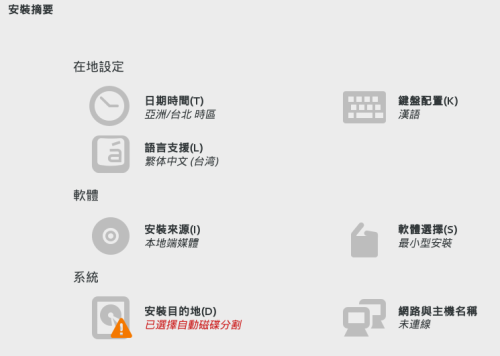 安裝摘要
在地設定
日期時間(T)
亞洲/台北 時區
鍵盤配置(K)
漢語
語言支援(L)
繁体中文 (台湾)
軟體
安裝來源(I)
本地端媒體
軟體選擇(S)
最小型安裝
系統
安裝目的地(D)
已選擇自動磁碟分割
網路與主機名稱
未連線